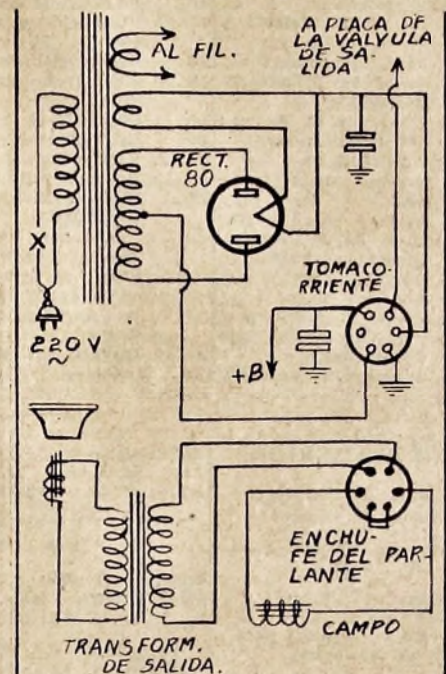 AL FIL.
A PLACA DE
LA VALVULA
DE SA-
LIDA
RECT.
80
X
220 V
~
TOMACO-
RRIENTE
+B
ENCHU-
FE DEL PAR-
LANTE
CAMPO
TRANSFORM.
DE SALIDA.